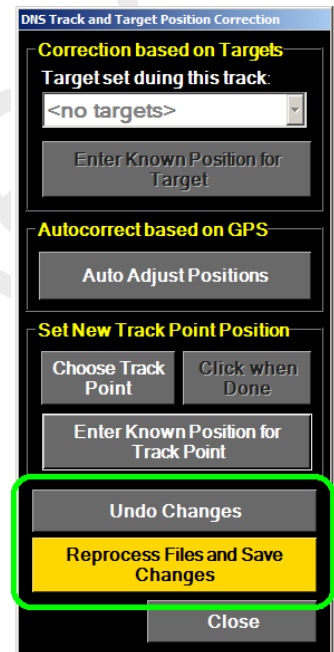 DNS Track and Target Position Correction
Correction based on Targets
Target set duing this track:
<no targets>
Enter Known Position for
Target
Autocorrect based on GPS
Auto Adjust Positions
Set New Track Point Position
Choose Track
Point
Click when
Done
Enter Known Position for
Track Point
Undo Changes
Reprocess Files and Save
Changes
Close